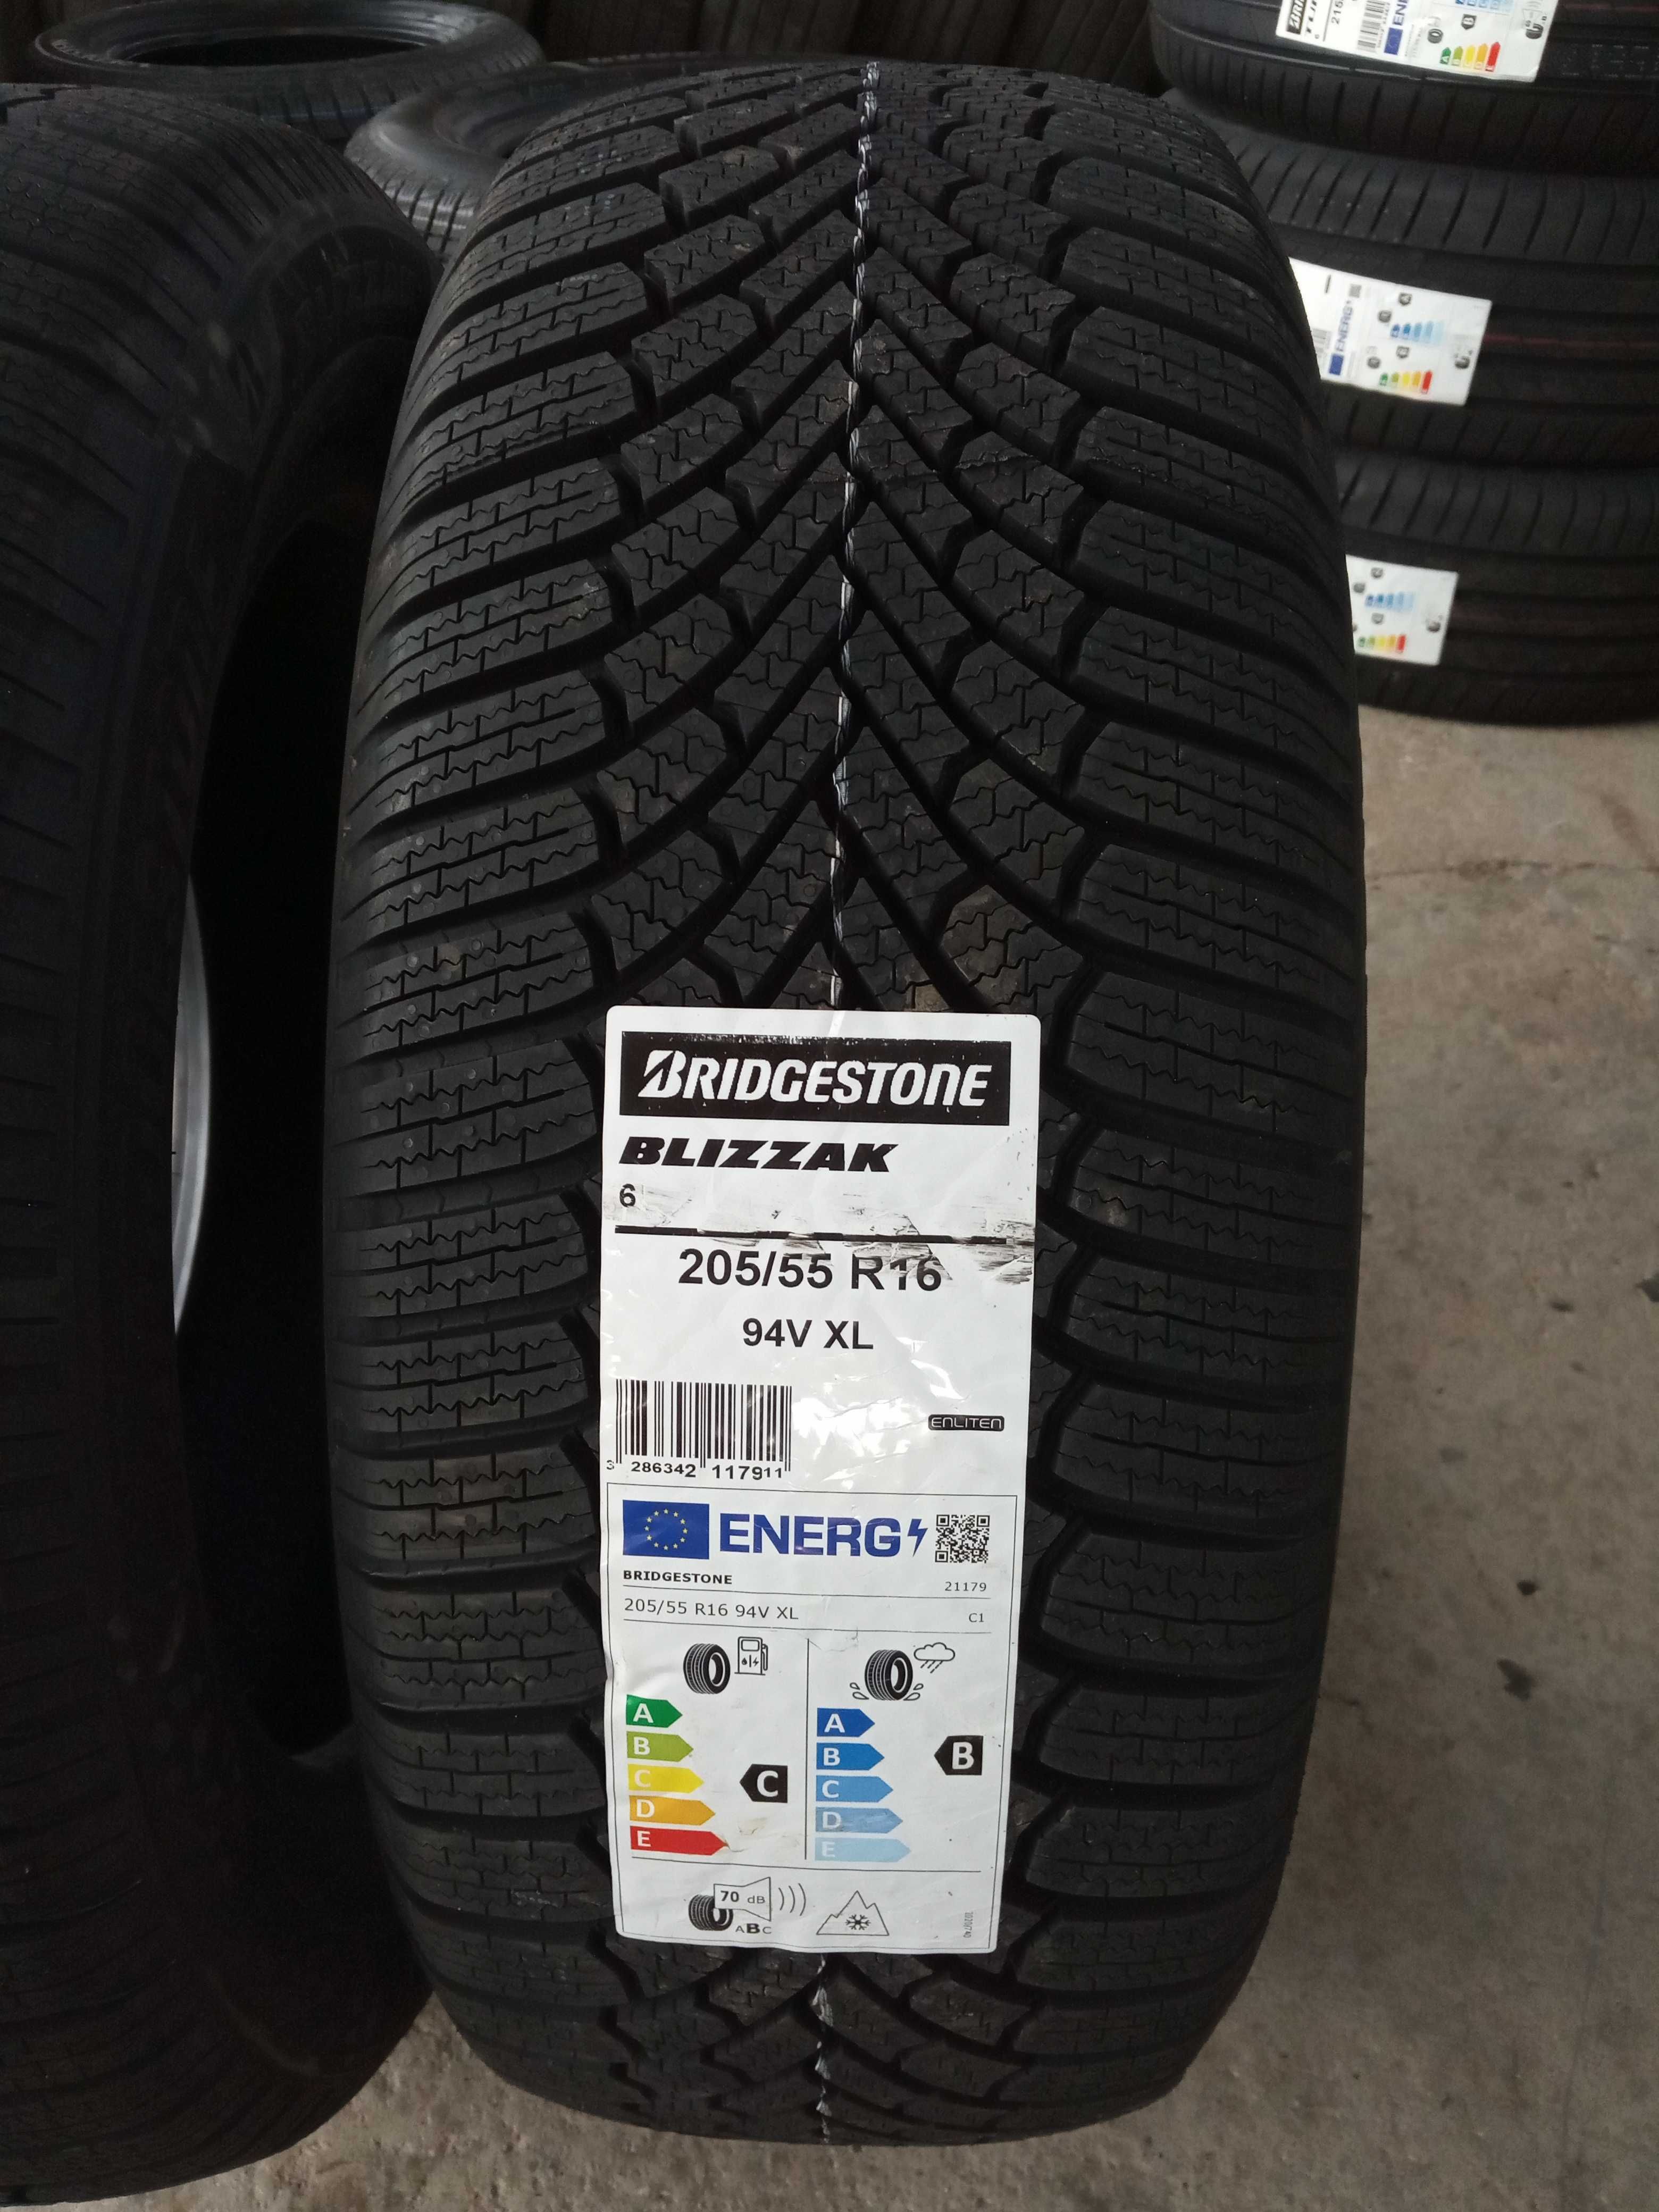 BRIDGESTONE
BLIZZAK
6
205/55 R16
94V XL
ENLITEN
3 286342 117911
ENERG
BRIDGESTONE 21179
205/55 R16 94V XL C1
A
B
C
D
E
C
A
B
C
D
E
B
70 dB
ABC
ENERG